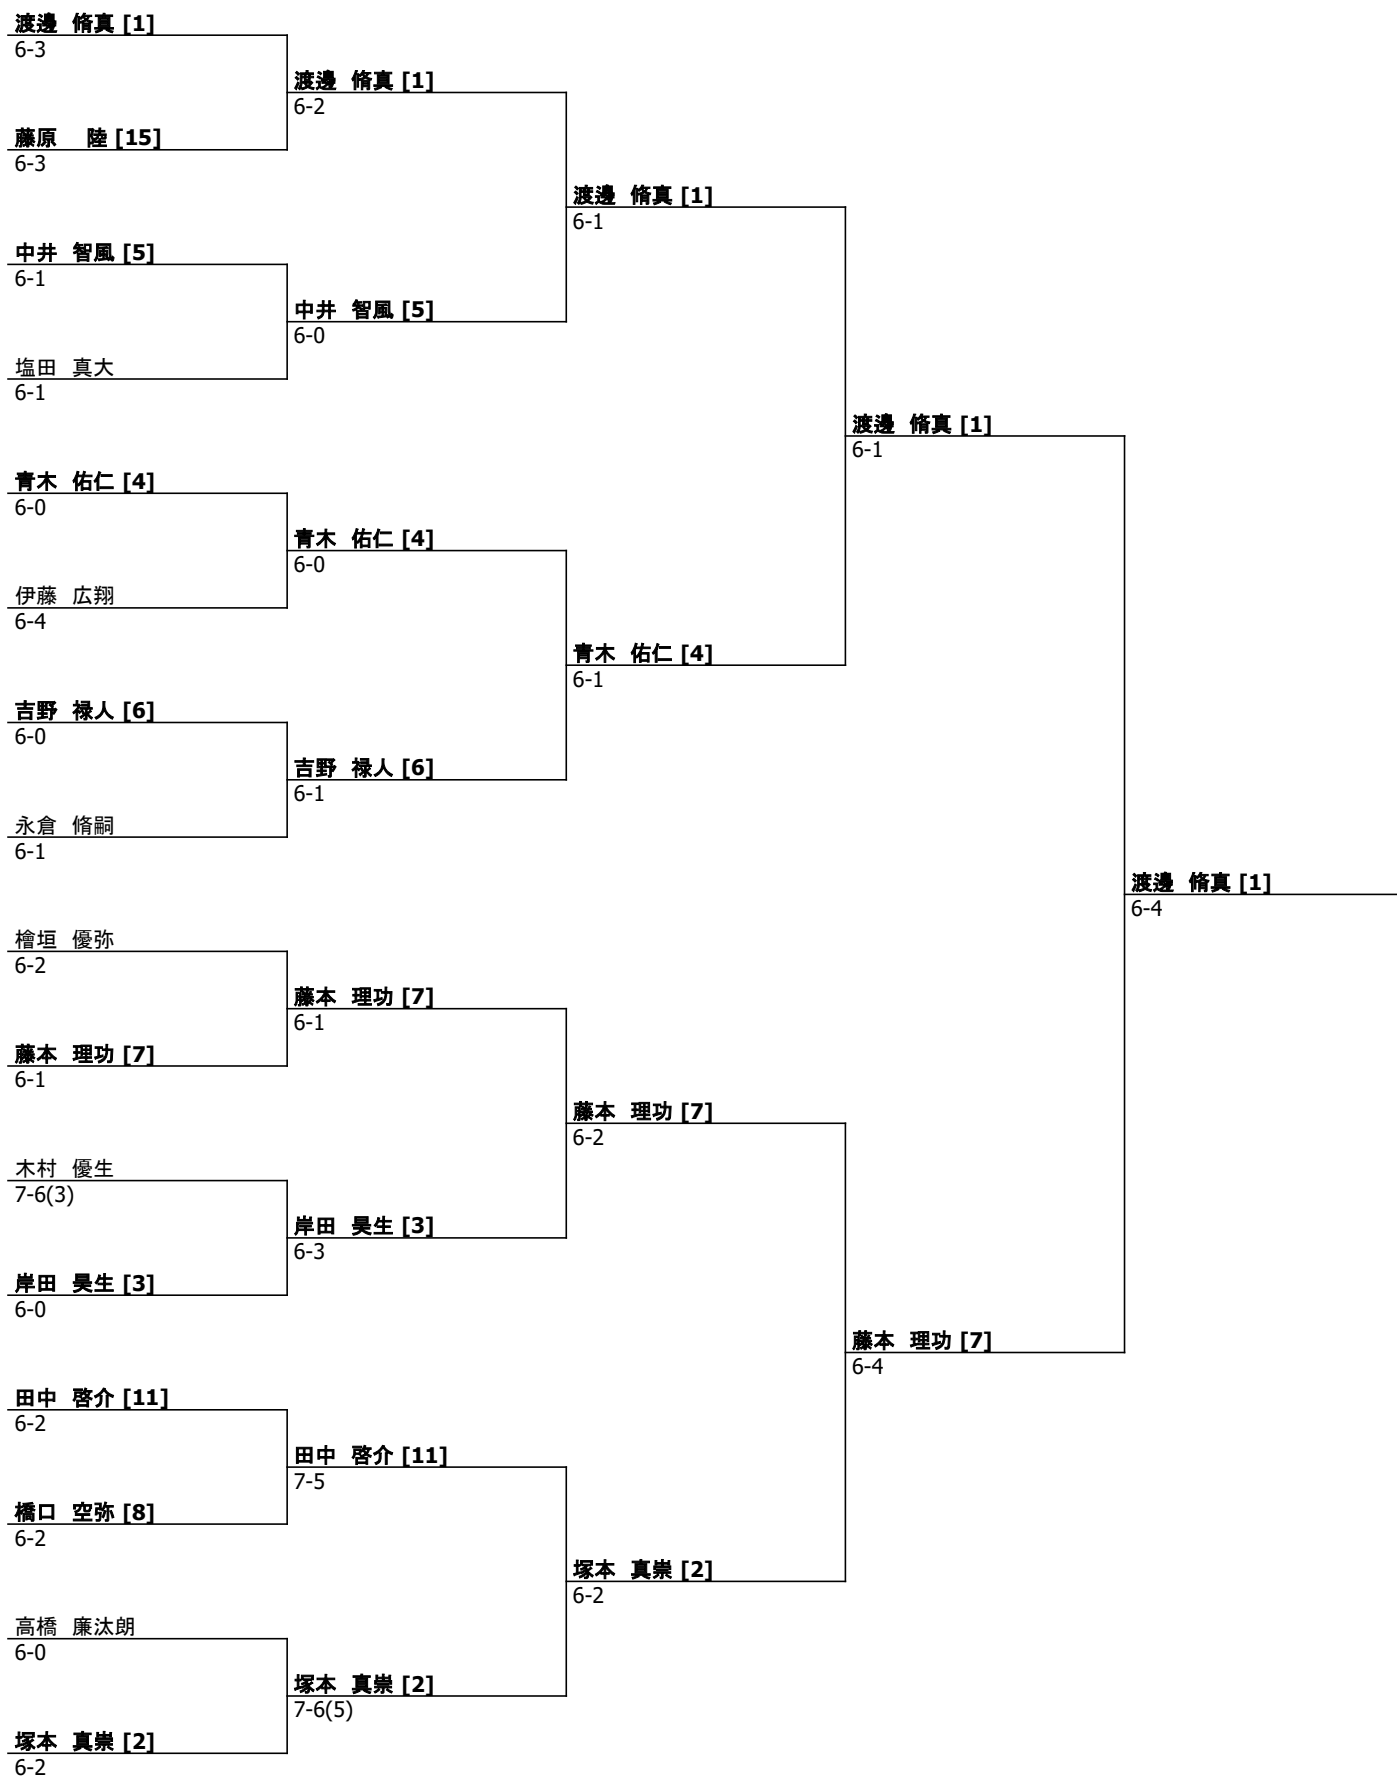 渡邊 脩真 [1]
6-3
渡邊 脩真 [1]
6-2
藤原 陸 [15]
6-3
渡邊 脩真 [1]
6-1
中井 智風 [5]
6-1
中井 智風 [5]
6-0
塩田 真大
6-1
渡邊 脩真 [1]
6-1
青木 佑仁 [4]
6-0
青木 佑仁 [4]
6-0
伊藤 広翔
6-4
青木 佑仁 [4]
6-1
吉野 禄人 [6]
6-0
吉野 禄人 [6]
6-1
永倉 脩嗣
6-1
渡邊 脩真 [1]
6-4
檜垣 優弥
6-2
藤本 理功 [7]
6-1
藤本 理功 [7]
6-1
藤本 理功 [7]
6-2
木村 優生
7-6(3)
岸田 昊生 [3]
6-3
岸田 昊生 [3]
6-0
藤本 理功 [7]
6-4
田中 啓介 [11]
6-2
田中 啓介 [11]
7-5
橋口 空弥 [8]
6-2
塚本 真崇 [2]
6-2
高橋 廉汰朗
6-0
塚本 真崇 [2]
7-6(5)
塚本 真崇 [2]
6-2